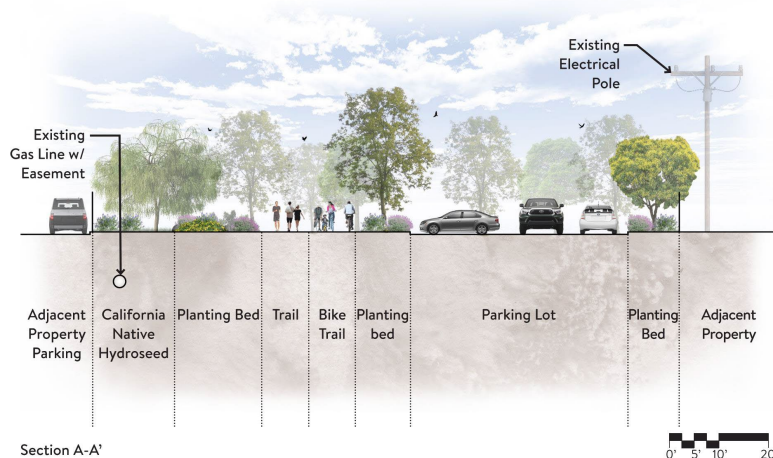 Existing
Electrical
Pole
Existing
Gas Line w/
Easement
Adjacent
Property
Parking
California
Native
Hydroseed
Planting Bed
Trail
Bike
Trail
Planting
bed
Parking Lot
Planting
Bed
Adjacent
Property
Section A-A'
0' 5' 10' 20